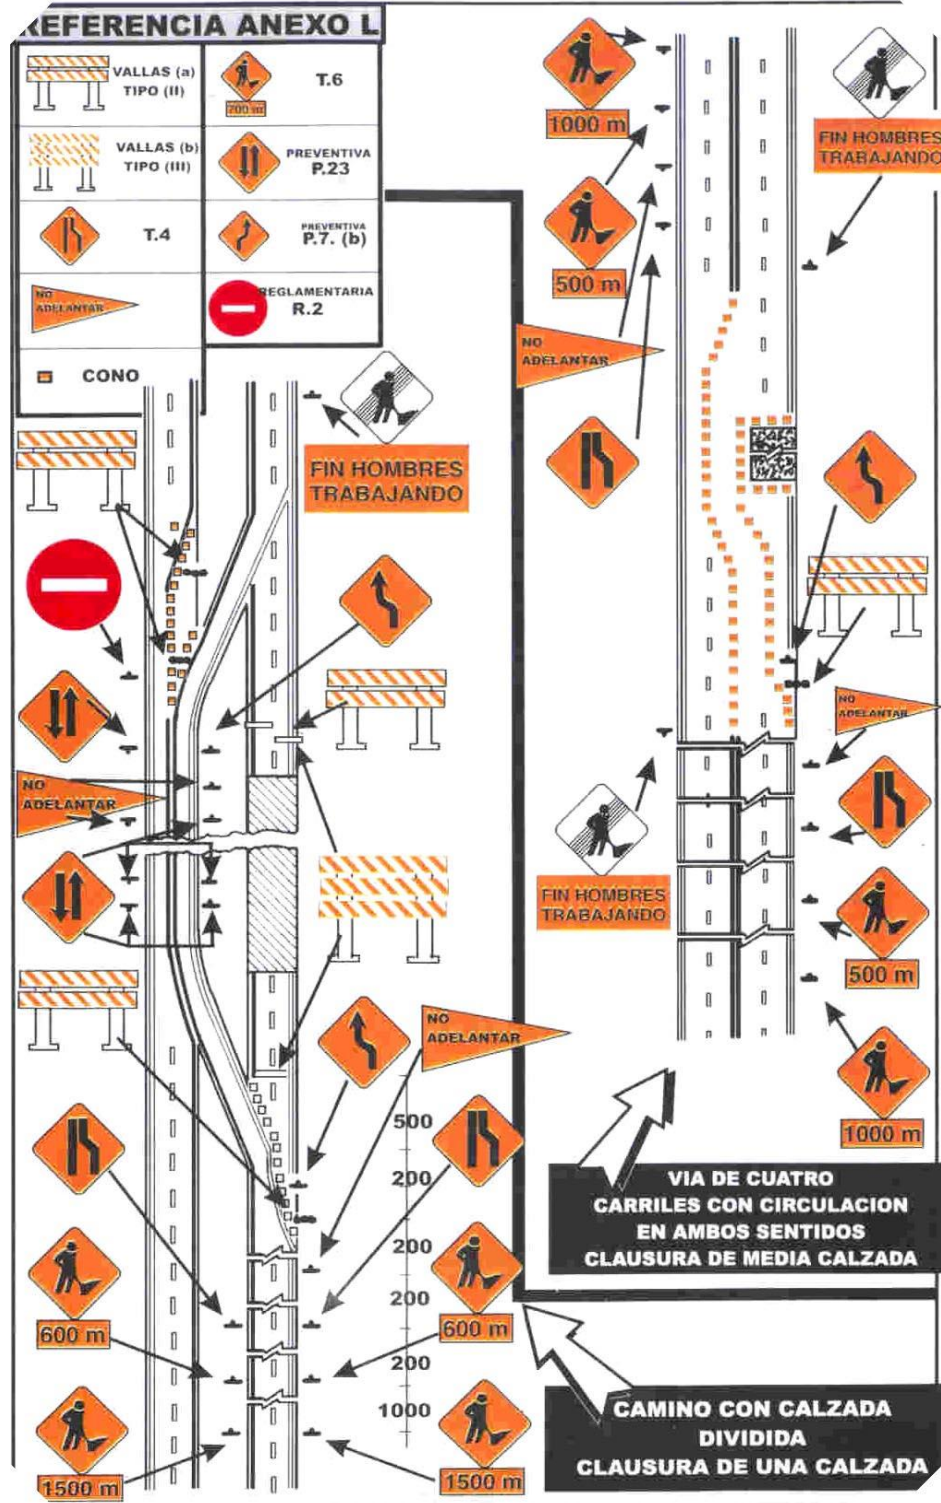 REFERENCIA ANEXO L
VALLAS (a)
TIPO (II)
700 m
T.6
VALLAS (b)
TIPO (III)
PREVENTIVA
P.23
T.4
PREVENTIVA
P.7. (b)
NO
ADELANTAR
REGLAMENTARIA
R.2
CONO
FIN HOMBRES
TRABAJANDO
NO
ADELANTAR
NO
ADELANTAR
500
200
200
200
200
1000
600 m
600 m
1500 m
1500 m
1000 m
FIN HOMBRES
TRABAJANDO
500 m
NO
ADELANTAR
NO
ADELANTAR
FIN HOMBRES
TRABAJANDO
500 m
1000 m
VIA DE CUATRO
CARRILES CON CIRCULACION
EN AMBOS SENTIDOS
CLAUSURA DE MEDIA CALZADA
CAMINO CON CALZADA
DIVIDIDA
CLAUSURA DE UNA CALZADA